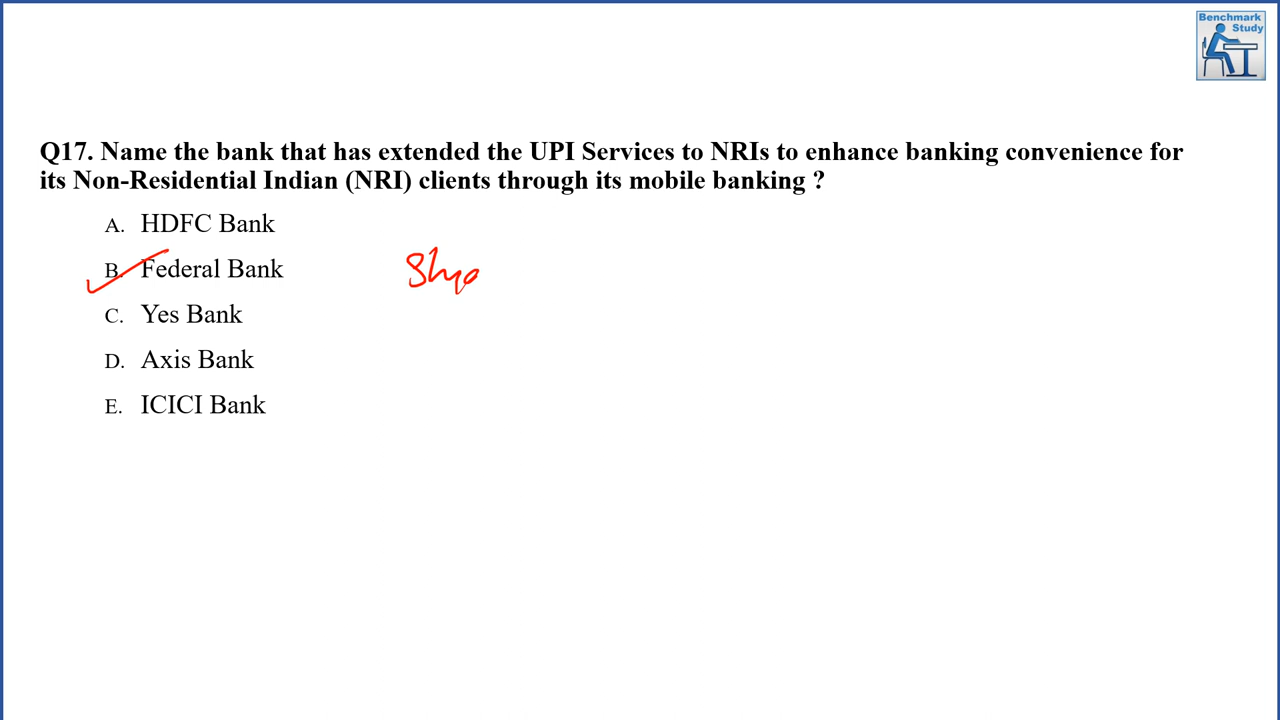 Benchmark
Study
Q17. Name the bank that has extended the UPI Services to NRIs to enhance banking convenience for
its Non-Residential Indian (NRI) clients through its mobile banking ?
A. HDFC Bank
B. Federal Bank
C. Yes Bank
D. Axis Bank
E. ICICI Bank